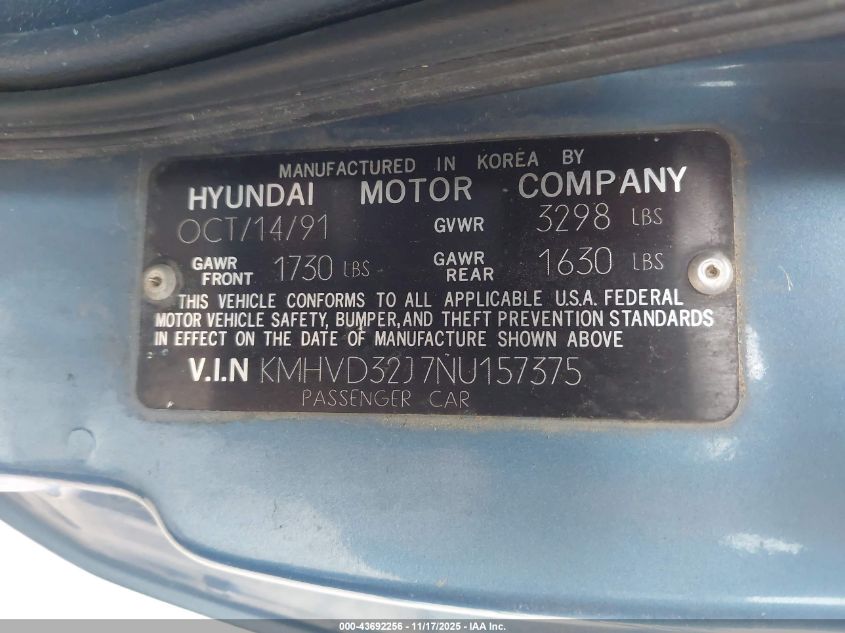 MANUFACTURED IN KOREA BY
HYUNDAI MOTOR COMPANY
OCT/14/91 GVWR 3298 LBS
GAWR FRONT 1730 LBS GAWR REAR 1630 LBS
THIS VEHICLE CONFORMS TO ALL APPLICABLE U.S.A. FEDERAL
MOTOR VEHICLE SAFETY, BUMPER, AND THEFT PREVENTION STANDARDS
IN EFFECT ON THE DATE OF MANUFACTURE SHOWN ABOVE
V.I.N KMHVD32J7NU157375
PASSENGER CAR
000-43692256 - 11/17/2025 - IAA Inc.